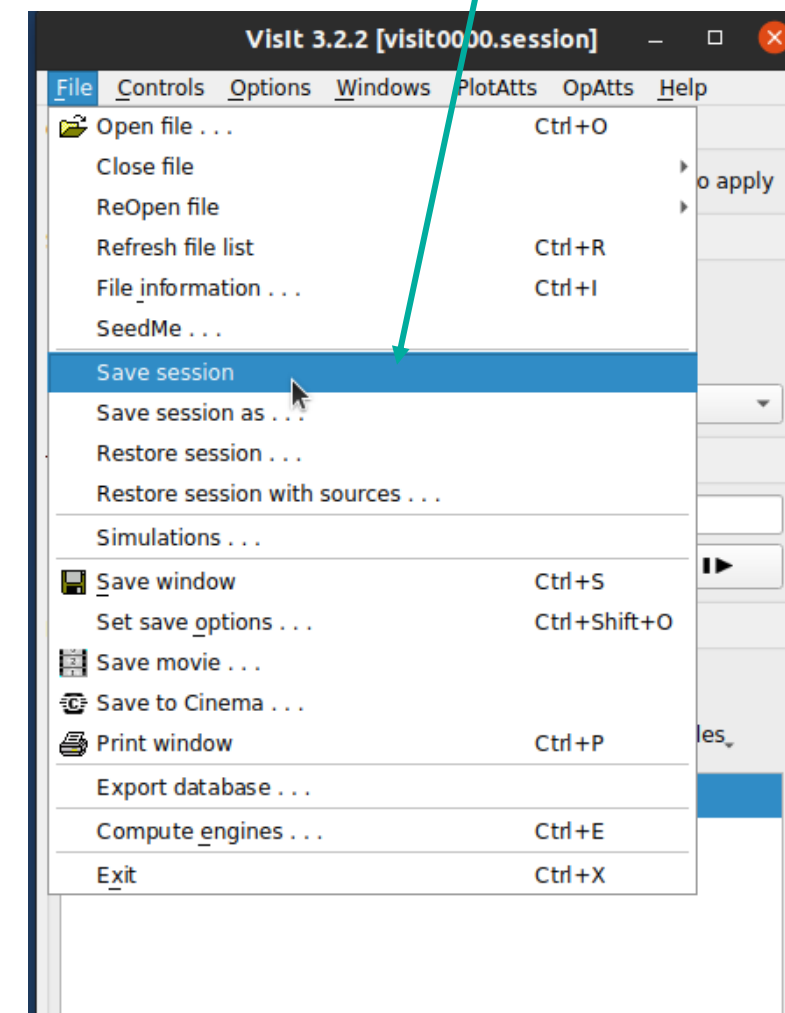 VisIt 3.2.2 [visit0000.session]
File Controls Options Windows PlotAtts OpAtts Help
Open file . . . Ctrl+O
Close file
o apply
ReOpen file
Refresh file list Ctrl+R
File information . . . Ctrl+I
SeedMe . . .
Save session
Save session as . . .
Restore session . . .
Restore session with sources . . .
Simulations . . .
Save window Ctrl+S
Set save options . . . Ctrl+Shift+O
Save movie . . .
Save to Cinema . . .
Print window Ctrl+P
les
Export database . . .
Compute engines . . . Ctrl+E
Exit Ctrl+X